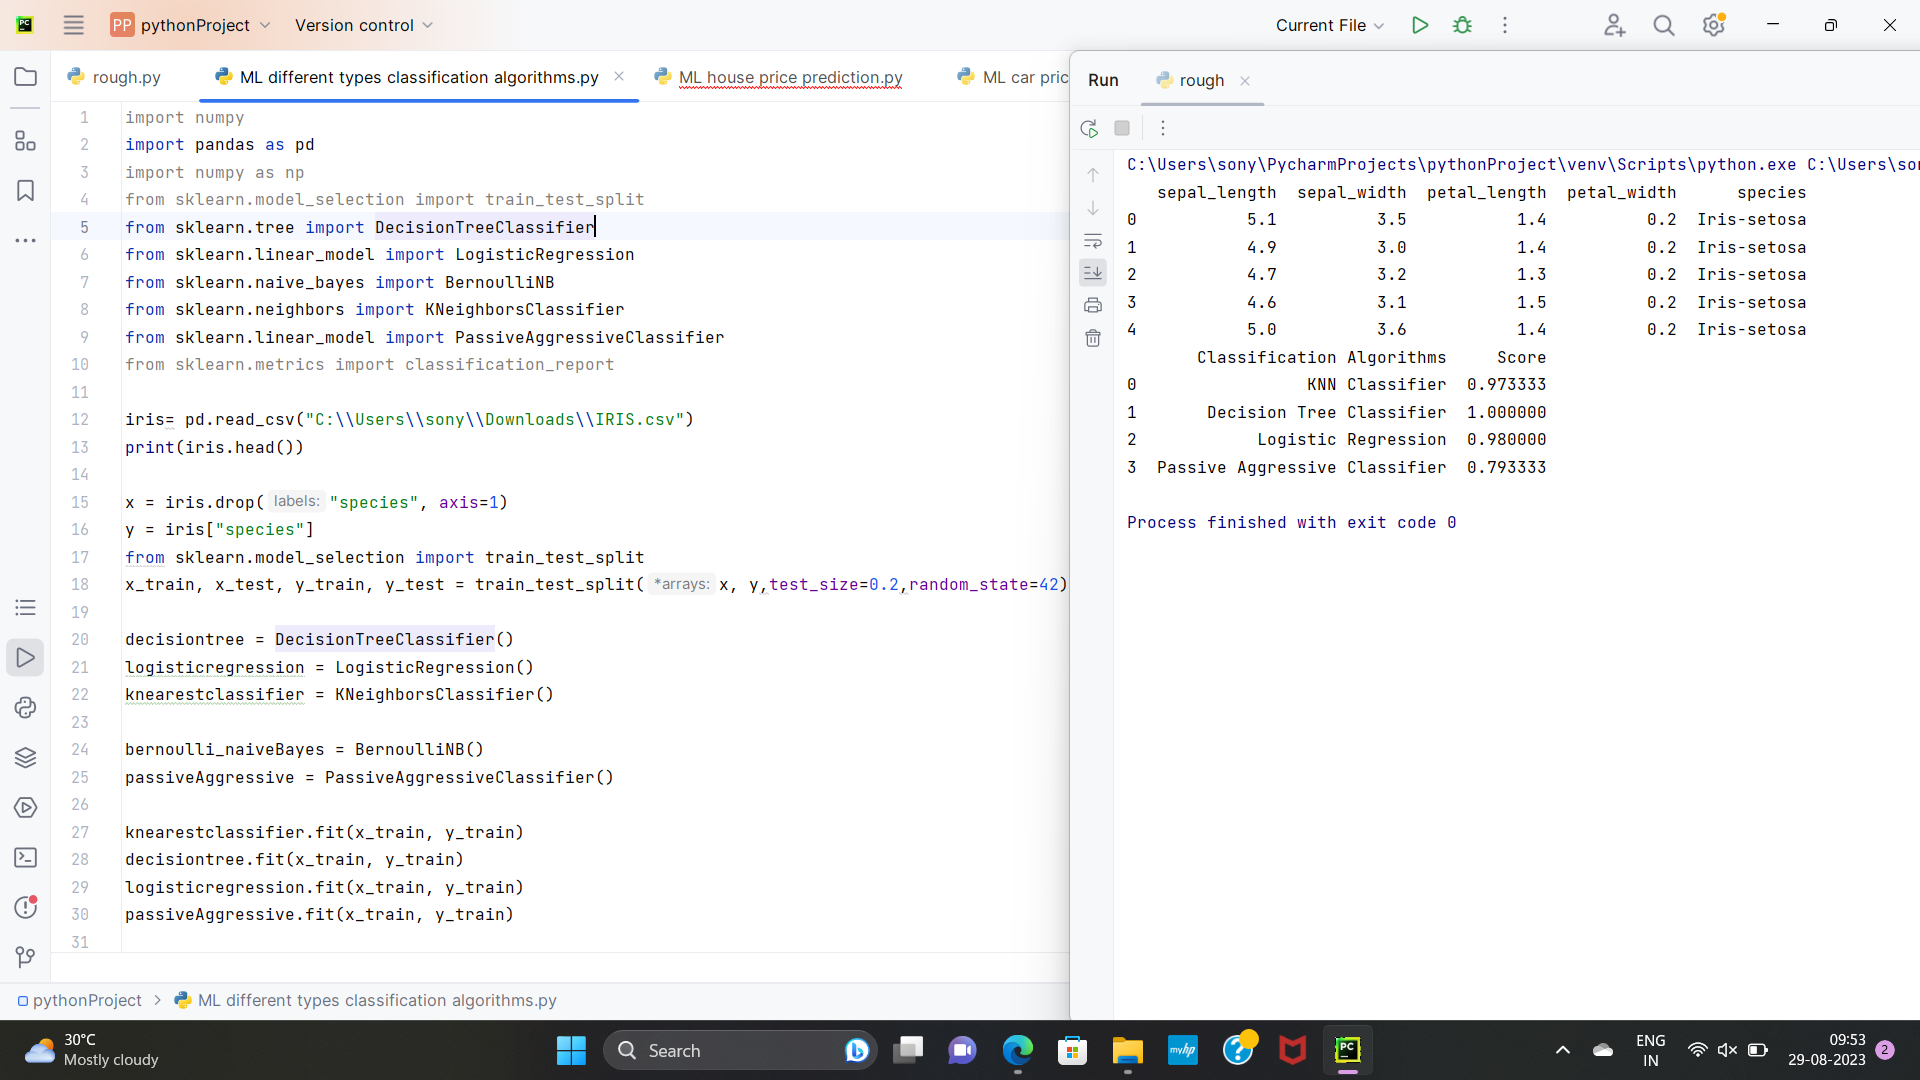 PC PP pythonProject Version control Current File
rough.py ML different types classification algorithms.py ML house price prediction.py ML car pric
1 import numpy
2 import pandas as pd
3 import numpy as np
4 from sklearn.model_selection import train_test_split
5 from sklearn.tree import DecisionTreeClassifier
6 from sklearn.linear_model import LogisticRegression
7 from sklearn.naive_bayes import BernoulliNB
8 from sklearn.neighbors import KNeighborsClassifier
9 from sklearn.linear_model import PassiveAggressiveClassifier
10 from sklearn.metrics import classification_report
11
12 iris= pd.read_csv("C:\\Users\\sony\\Downloads\\IRIS.csv")
13 print(iris.head())
14
15 x = iris.drop( labels: "species", axis=1)
16 y = iris["species"]
17 from sklearn.model_selection import train_test_split
18 x_train, x_test, y_train, y_test = train_test_split( *arrays: x, y,test_size=0.2,random_state=42)
19
20 decisiontree = DecisionTreeClassifier()
21 logisticregression = LogisticRegression()
22 knearestclassifier = KNeighborsClassifier()
23
24 bernoulli_naiveBayes = BernoulliNB()
25 passiveAggressive = PassiveAggressiveClassifier()
26
27 knearestclassifier.fit(x_train, y_train)
28 decisiontree.fit(x_train, y_train)
29 logisticregression.fit(x_train, y_train)
30 passiveAggressive.fit(x_train, y_train)
31
pythonProject > ML different types classification algorithms.py
Run rough
C:\Users\sony\PycharmProjects\pythonProject\venv\Scripts\python.exe C:\Users\son
sepal_length sepal_width petal_length petal_width species
0 5.1 3.5 1.4 0.2 Iris-setosa
1 4.9 3.0 1.4 0.2 Iris-setosa
2 4.7 3.2 1.3 0.2 Iris-setosa
3 4.6 3.1 1.5 0.2 Iris-setosa
4 5.0 3.6 1.4 0.2 Iris-setosa
Classification Algorithms Score
0 KNN Classifier 0.973333
1 Decision Tree Classifier 1.000000
2 Logistic Regression 0.980000
3 Passive Aggressive Classifier 0.793333
Process finished with exit code 0
30°C
Mostly cloudy
Search
myhp
PC
ENG
IN
09:53
29-08-2023
2